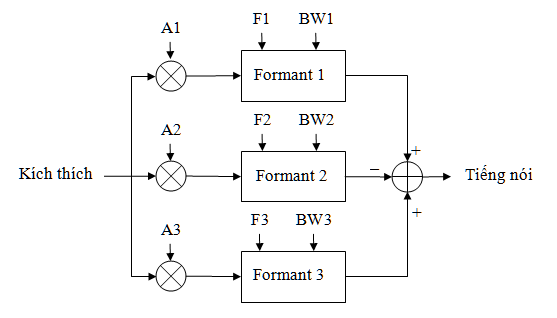 F1 BW1
A1
Formant 1
+
F2 BW2
A2
Kích thích
Formant 2
−
Tiếng nói
+
F3 BW3
A3
Formant 3